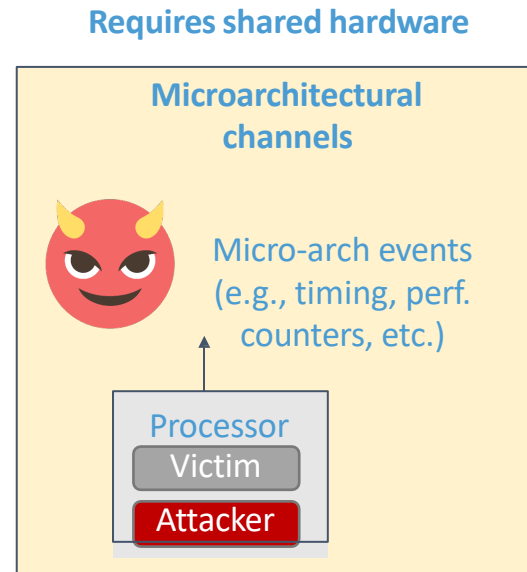 Requires shared hardware
Microarchitectural
channels
Micro-arch events
(e.g., timing, perf.
counters, etc.)
Processor
Victim
Attacker